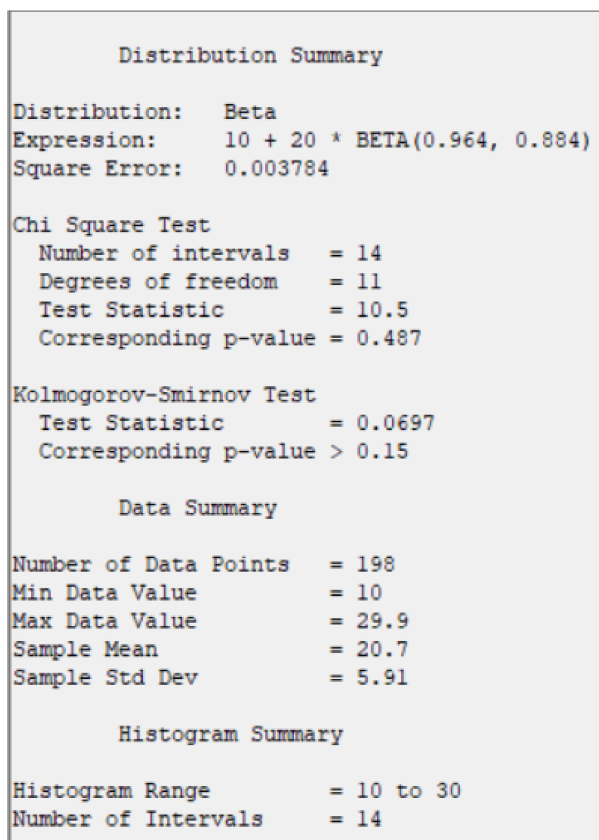 Distribution Summary
Distribution: Beta
Expression: 10 + 20 * BETA(0.964, 0.884)
Square Error: 0.003784
Chi Square Test
Number of intervals = 14
Degrees of freedom = 11
Test Statistic = 10.5
Corresponding p-value = 0.487
Kolmogorov-Smirnov Test
Test Statistic = 0.0697
Corresponding p-value > 0.15
Data Summary
Number of Data Points = 198
Min Data Value = 10
Max Data Value = 29.9
Sample Mean = 20.7
Sample Std Dev = 5.91
Histogram Summary
Histogram Range = 10 to 30
Number of Intervals = 14